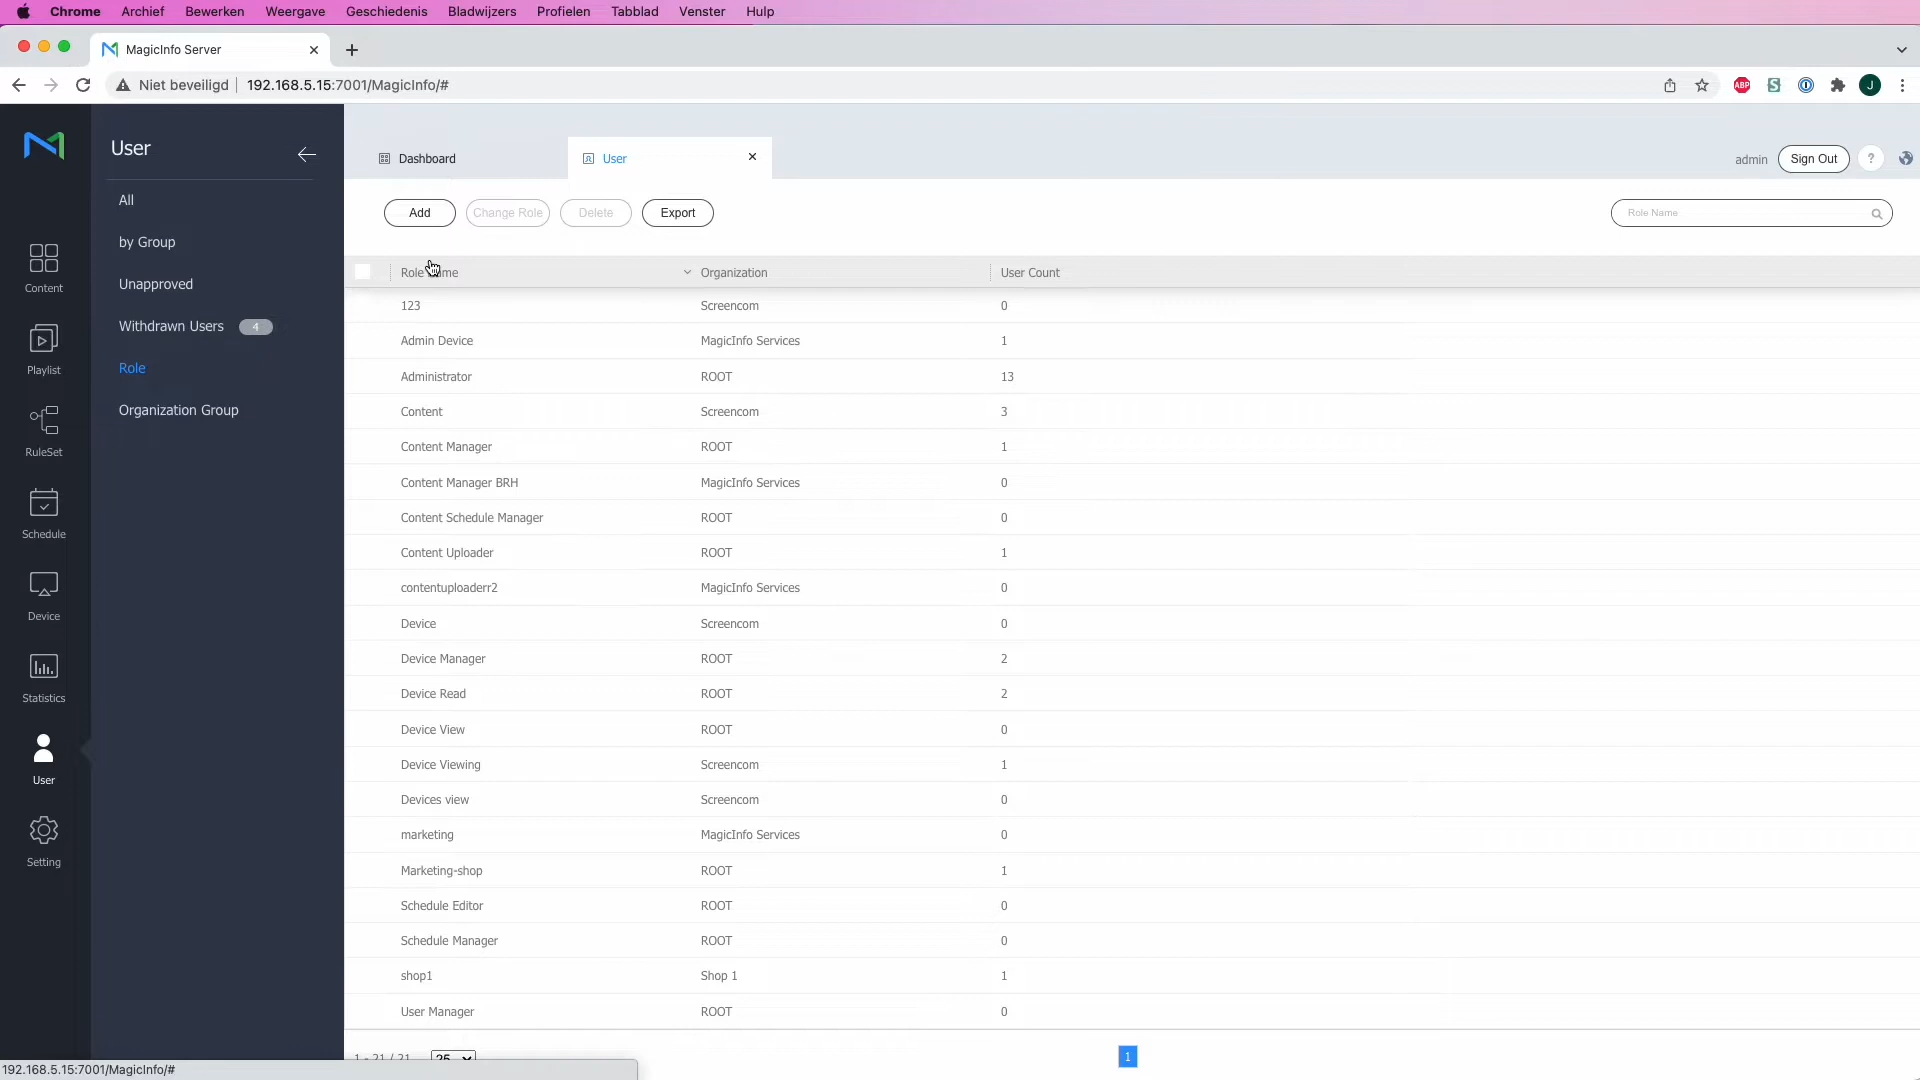 Chrome Archief Bewerken Weergave Geschiedenis Bladwijzers Profielen Tabblad Venster Hulp
MagicInfo Server
Niet beveiligd 192.168.5.15:7001/MagicInfo/#
ABP S J
User
Dashboard User admin Sign Out ?
All
Add Change Role Delete Export Role Name
by Group
Content
Unapproved
Role Name Organization User Count
123 Screencom 0
Withdrawn Users 4
Admin Device MagicInfo Services 1
Playlist
Role
Administrator ROOT 13
Organization Group
Content Screencom 3
RuleSet
Content Manager ROOT 1
Content Manager BRH MagicInfo Services 0
Content Schedule Manager ROOT 0
Schedule
Content Uploader ROOT 1
contentuploaderr2 MagicInfo Services 0
Device
Device Screencom 0
Device Manager ROOT 2
Statistics
Device Read ROOT 2
Device View ROOT 0
Device Viewing Screencom 1
User
Devices view Screencom 0
marketing MagicInfo Services 0
Setting
Marketing-shop ROOT 1
Schedule Editor ROOT 0
Schedule Manager ROOT 0
shop1 Shop 1 1
User Manager ROOT 0
1 - 21 / 21 25 1
192.168.5.15:7001/MagicInfo/#